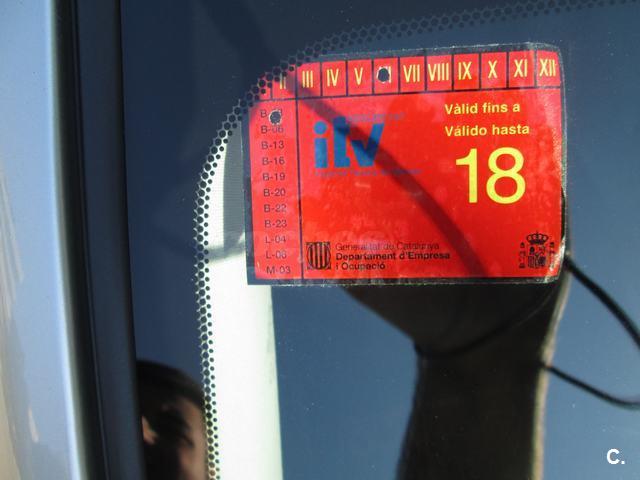 II III IV V VII VIII IX X XI XII
Vàlid fins a
Válido hasta
18
itv
B-06
B-13
B-16
B-19
B-20
B-22
B-23
L-04
L-06
M-03
Generalitat de Catalunya
Departament d'Empresa
i Ocupació
C.